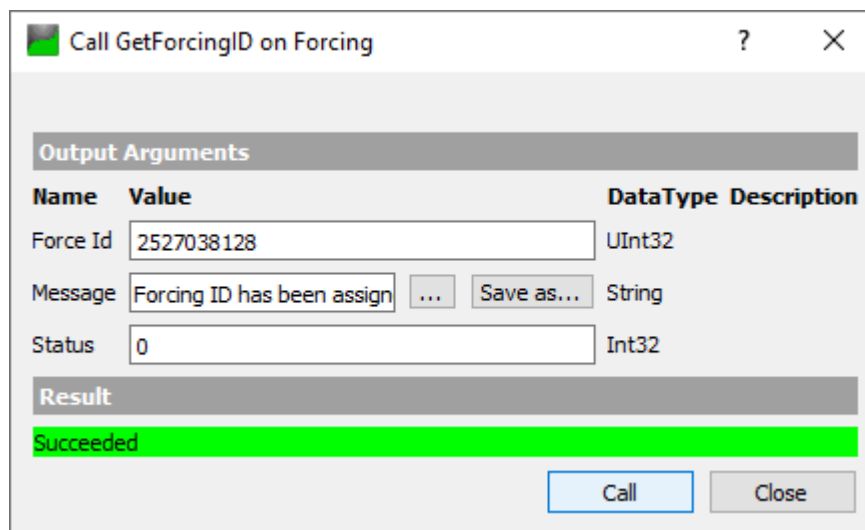 Call GetForcingID on Forcing ? ×
Output Arguments
Name Value DataType Description
Force Id 2527038128 UInt32
Message Forcing ID has been assign ... Save as... String
Status 0 Int32
Result
Succeeded
Call Close